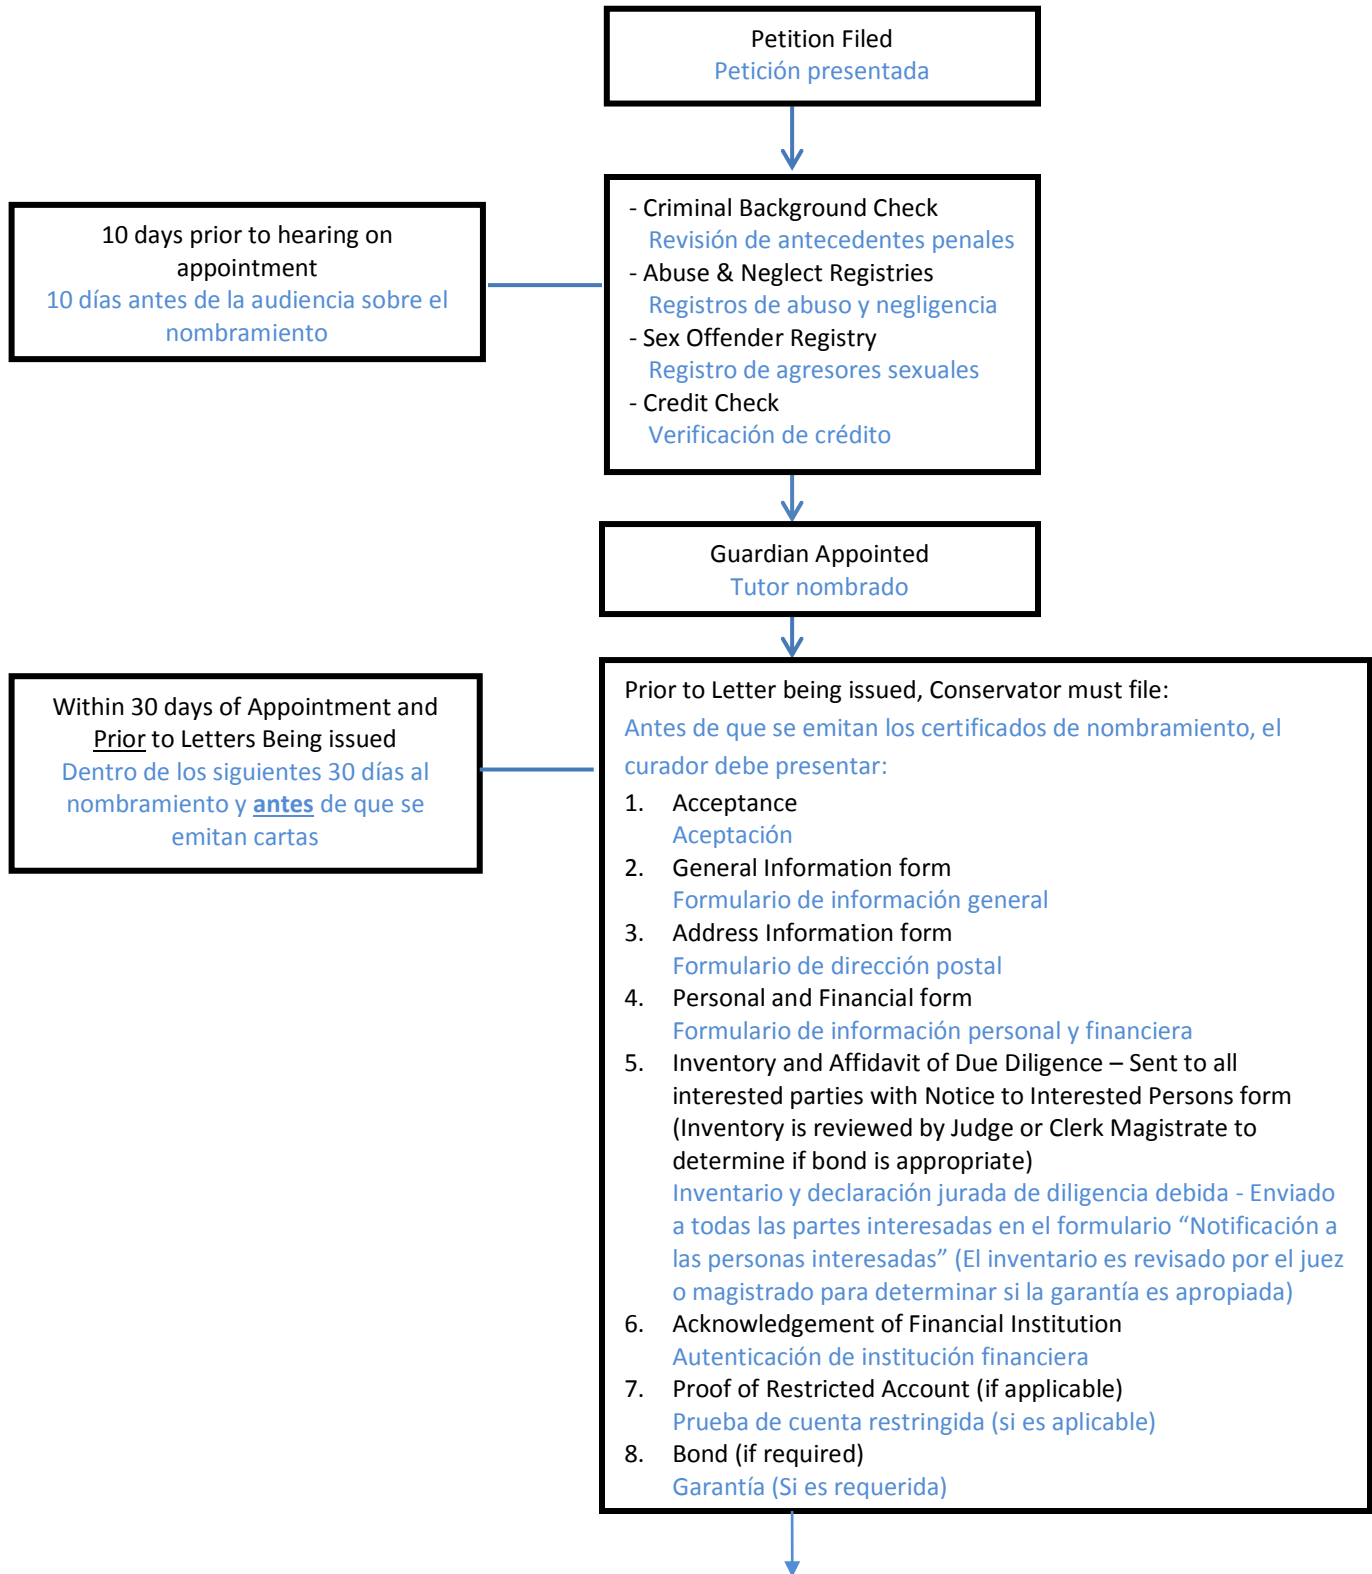 Petition Filed
Petición presentada
10 days prior to hearing on
appointment
10 días antes de la audiencia sobre el
nombramiento
- Criminal Background Check
Revisión de antecedentes penales
- Abuse & Neglect Registries
Registros de abuso y negligencia
- Sex Offender Registry
Registro de agresores sexuales
- Credit Check
Verificación de crédito
Guardian Appointed
Tutor nombrado
Within 30 days of Appointment and
Prior to Letters Being issued
Dentro de los siguientes 30 días al
nombramiento y antes de que se
emitan cartas
Prior to Letter being issued, Conservator must file:
Antes de que se emitan los certificados de nombramiento, el
curador debe presentar:
1. Acceptance
Aceptación
2. General Information form
Formulario de información general
3. Address Information form
Formulario de dirección postal
4. Personal and Financial form
Formulario de información personal y financiera
5. Inventory and Affidavit of Due Diligence – Sent to all
interested parties with Notice to Interested Persons form
(Inventory is reviewed by Judge or Clerk Magistrate to
determine if bond is appropriate)
Inventario y declaración jurada de diligencia debida - Enviado
a todas las partes interesadas en el formulario “Notificación a
las personas interesadas” (El inventario es revisado por el juez
o magistrado para determinar si la garantía es apropiada)
6. Acknowledgement of Financial Institution
Autenticación de institución financiera
7. Proof of Restricted Account (if applicable)
Prueba de cuenta restringida (si es aplicable)
8. Bond (if required)
Garantía (Si es requerida)